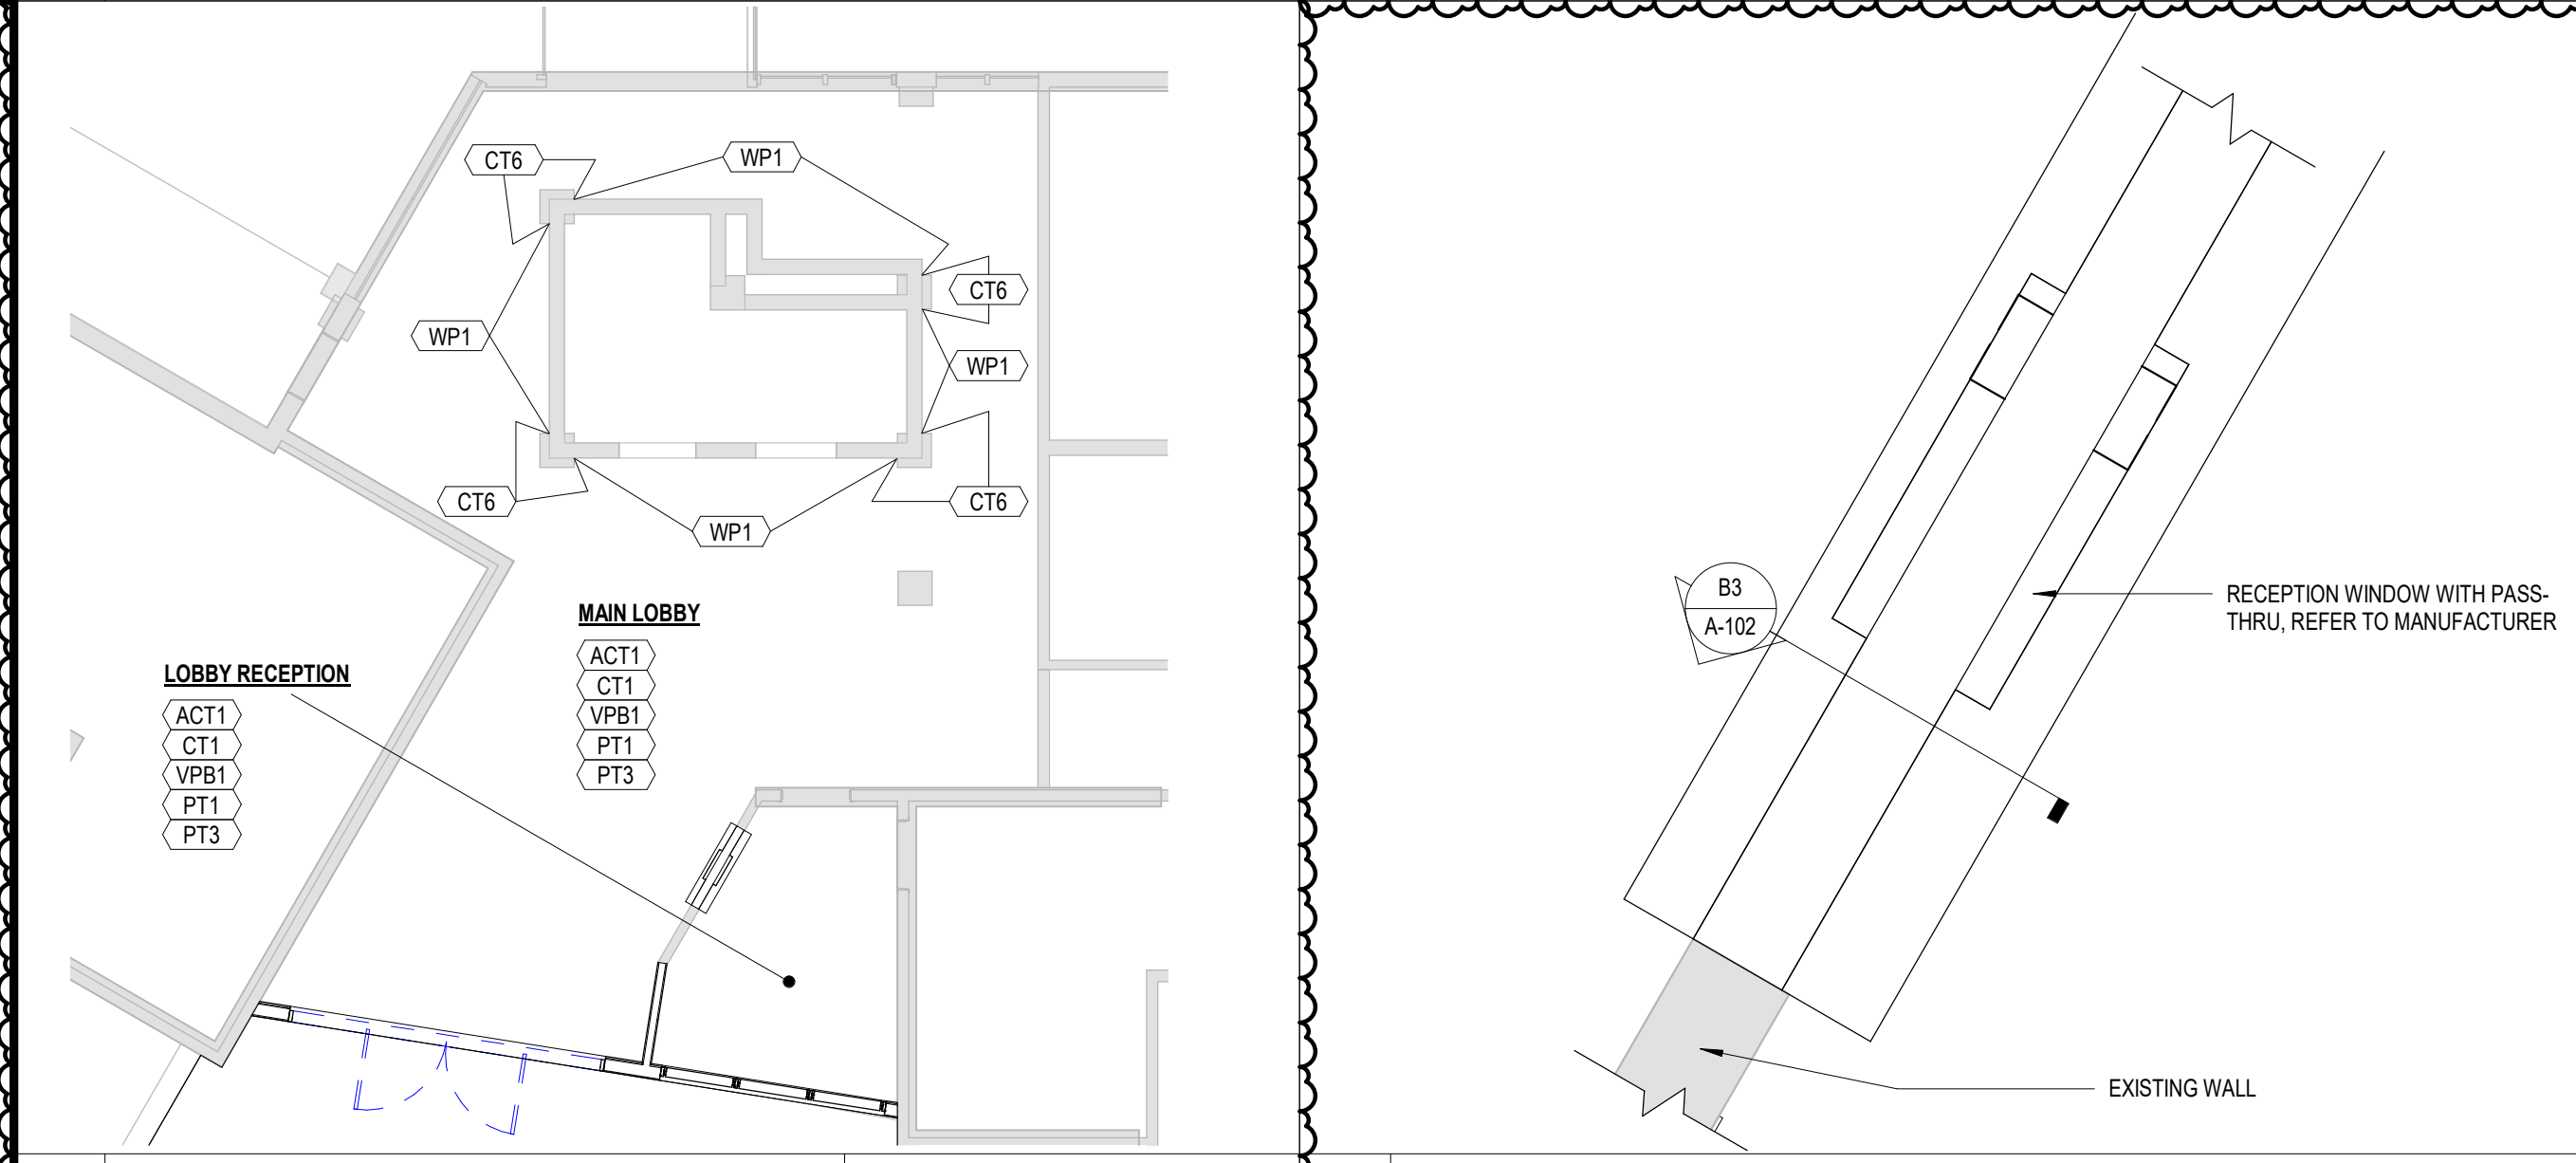 CT6
WP1
CT6
WP1
WP1
CT6
CT6
WP1
MAIN LOBBY
ACT1
CT1
VPB1
PT1
PT3
LOBBY RECEPTION
ACT1
CT1
VPB1
PT1
PT3
B3
A-102
RECEPTION WINDOW WITH PASS-
THRU, REFER TO MANUFACTURER
EXISTING WALL